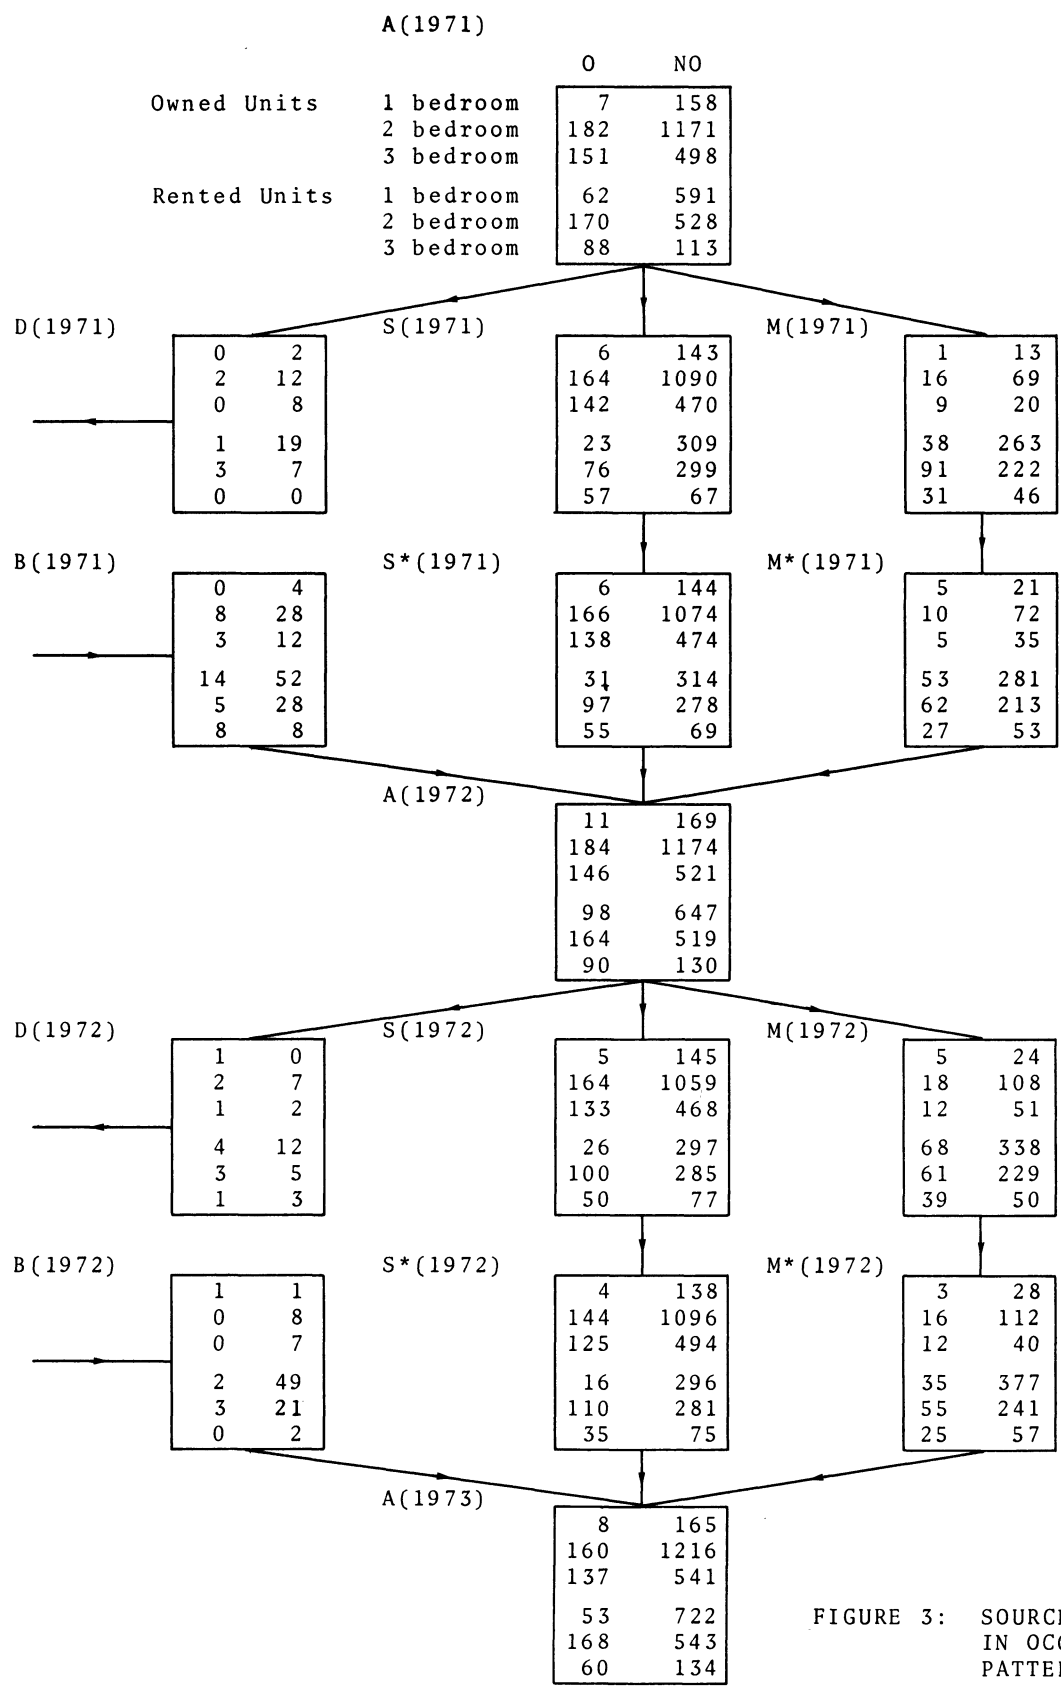 A(1971)
O NO
Owned Units 1 bedroom 7 158
2 bedroom 182 1171
3 bedroom 151 498
Rented Units 1 bedroom 62 591
2 bedroom 170 528
3 bedroom 88 113
D(1971) S(1971) M(1971)
0 2 6 143 1 13
2 12 164 1090 16 69
0 8 142 470 9 20
1 19 23 309 38 263
3 7 76 299 91 222
0 0 57 67 31 46
B(1971) S*(1971) M*(1971)
0 4 6 144 5 21
8 28 166 1074 10 72
3 12 138 474 5 35
14 52 31 314 53 281
5 28 97 278 62 213
8 8 55 69 27 53
A(1972)
11 169
184 1174
146 521
98 647
164 519
90 130
D(1972) S(1972) M(1972)
1 0 5 145 5 24
2 7 164 1059 18 108
1 2 133 468 12 51
4 12 26 297 68 338
3 5 100 285 61 229
1 3 50 77 39 50
B(1972) S*(1972) M*(1972)
1 1 4 138 3 28
0 8 144 1096 16 112
0 7 125 494 12 40
2 49 16 296 35 377
3 21 110 281 55 241
0 2 35 75 25 57
A(1973)
8 165
160 1216
137 541
53 722
168 543
60 134
FIGURE 3:
IN